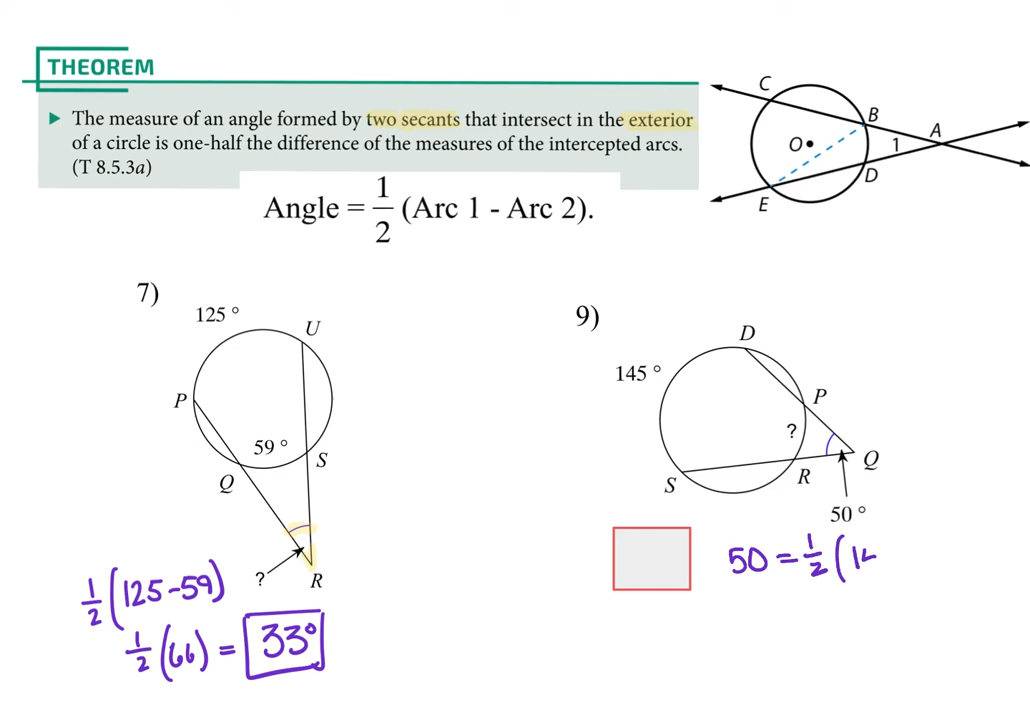 THEOREM
▶ The measure of an angle formed by two secants that intersect in the exterior
of a circle is one-half the difference of the measures of the intercepted arcs.
(T 8.5.3a)
Angle = 1/2 (Arc 1 - Arc 2).
C
B
A
O
1
D
E
7)
125 °
U
P
59 °
S
Q
?
R
1/2 (125-59)
1/2 (66) = 33°
9)
D
145 °
P
?
Q
R
S
50 °
50 = 1/2 (14